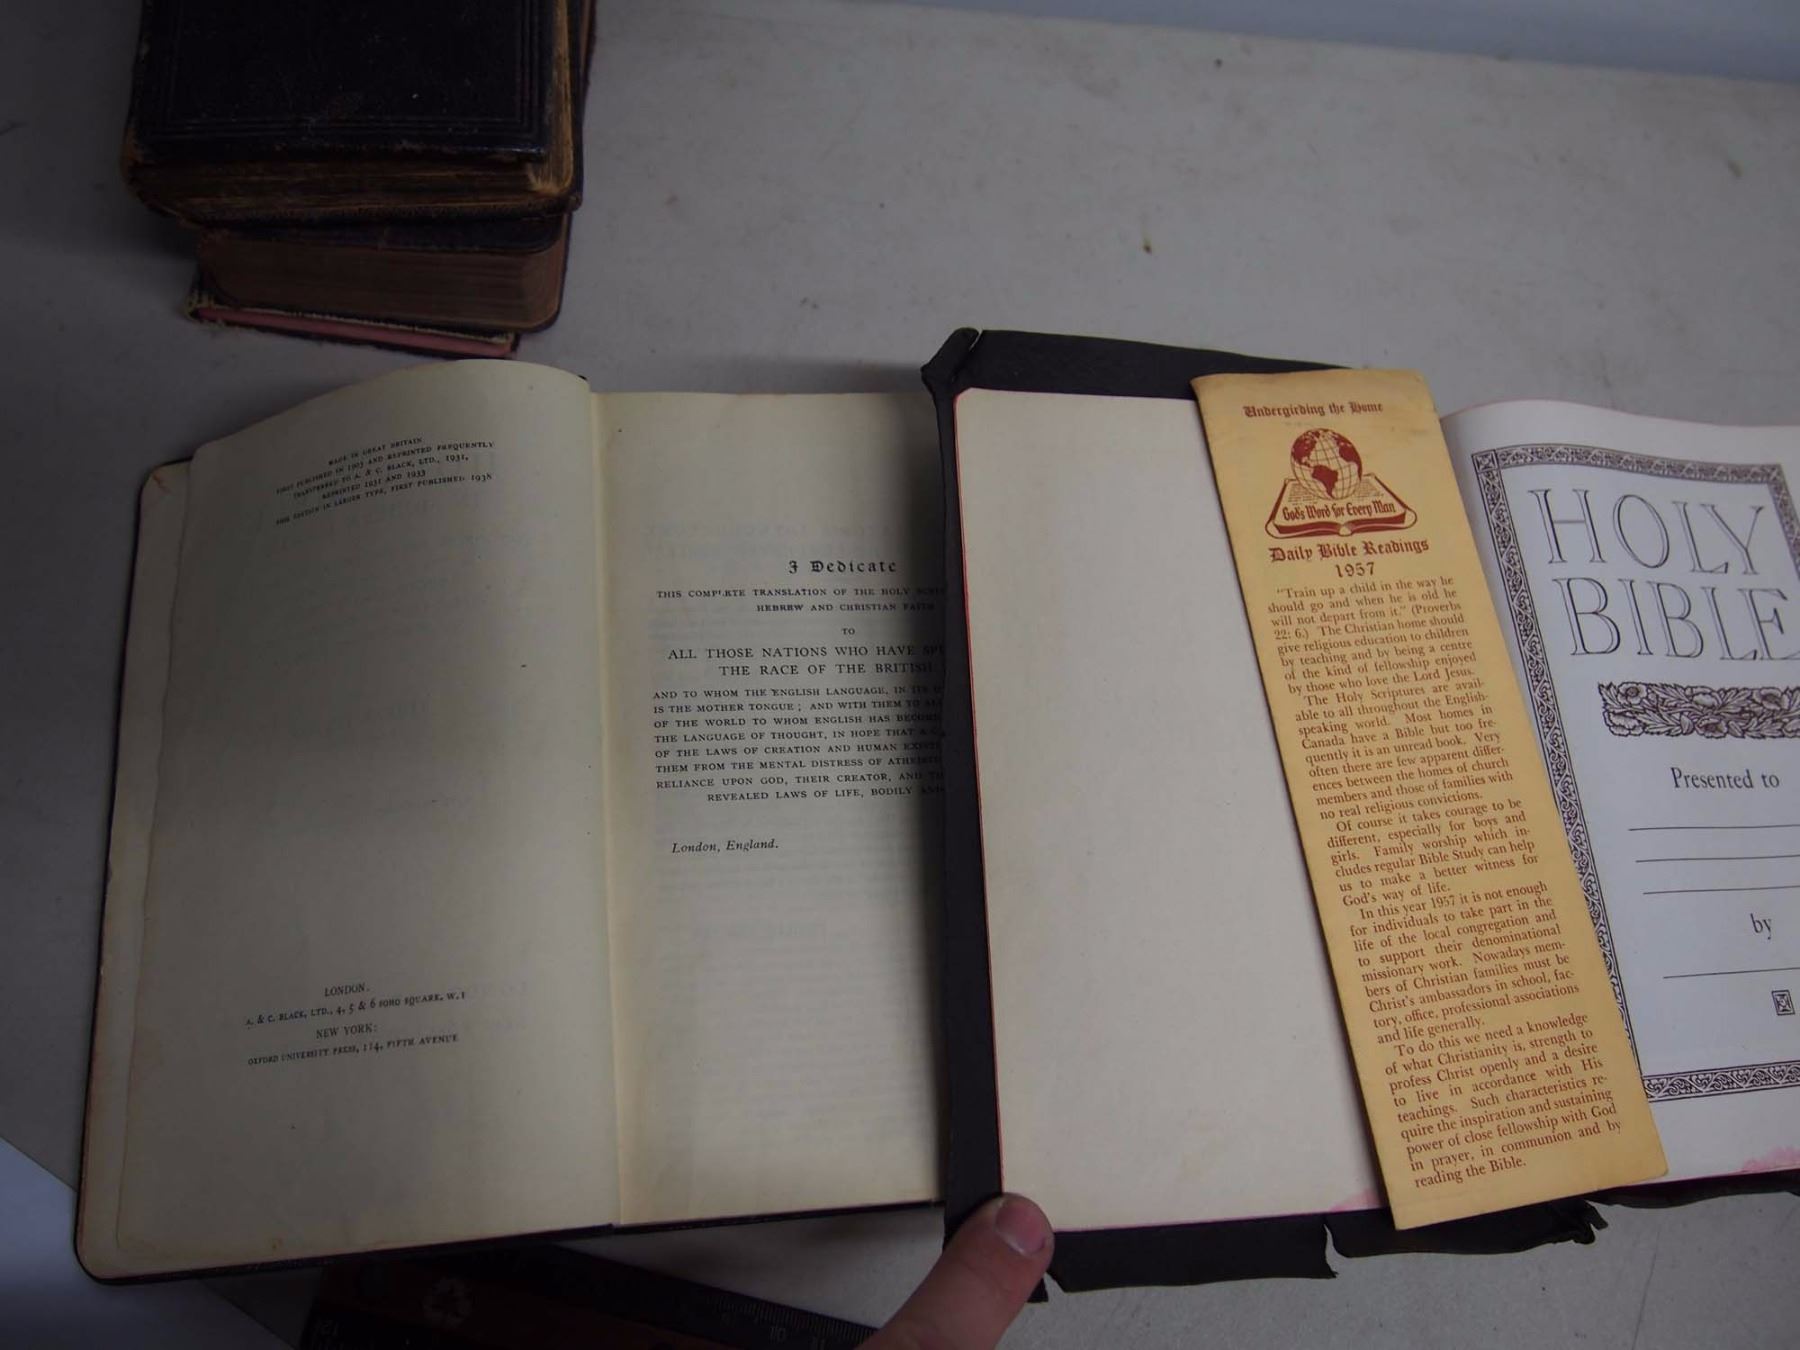 MADE IN GREAT BRITAIN
FIRST PUBLISHED IN 1903 AND REPRINTED FREQUENTLY
TRANSFERRED TO A. & C. BLACK, LTD., 1931,
REPRINTED 1931 AND 1933
THIS EDITION IN LARGER TYPE, FIRST PUBLISHED 1938
LONDON.
A. & C. BLACK, LTD., 4, 5 & 6 SOHO SQUARE, W.1
NEW YORK:
OXFORD UNIVERSITY PRESS, 114, FIFTH AVENUE
I Dedicate
THIS COMPLETE TRANSLATION OF THE HOLY
HEBREW AND CHRISTIAN FAITH
TO
ALL THOSE NATIONS WHO HAVE SP
THE RACE OF THE BRITISH
AND TO WHOM THE ENGLISH LANGUAGE, IN ITS
IS THE MOTHER TONGUE; AND WITH THEM TO
OF THE WORLD TO WHOM ENGLISH HAS BECOM
THE LANGUAGE OF THOUGHT, IN HOPE THAT A
OF THE LAWS OF CREATION AND HUMAN
THEM FROM THE MENTAL DISTRESS OF
RELIANCE UPON GOD, THEIR CREATOR, AND
REVEALED LAWS OF LIFE, BODILY
London, England.
Undergirding the Home
God's Word for Every Man
Daily Bible Readings
1957
"Train up a child in the way he
should go and when he is old he
will not depart from it." (Proverbs
22: 6.) The Christian home should
give religious education to children
by teaching and by being a centre
of the kind of fellowship enjoyed
by those who love the Lord Jesus.
The Holy Scriptures are avail-
able to all throughout the English-
speaking world. Most homes in
Canada have a Bible but too fre-
quently it is an unread book. Very
often there are few apparent differ-
ences between the homes of church
members and those of families with
no real religious convictions.
Of course it takes courage to be
different, especially for boys and
girls. Family worship which in-
cludes regular Bible Study can help
us to make a better witness for
God's way of life.
In this year 1957 it is not enough
for individuals to take part in the
life of the local congregation and
to support their denominational
missionary work. Nowadays mem-
bers of Christian families must be
Christ's ambassadors in school, fac-
tory, office, professional associations
and life generally.
To do this we need a knowledge
of what Christianity is, strength to
profess Christ openly and a desire
to live in accordance with His
teachings. Such characteristics re-
quire the inspiration and sustaining
power of close fellowship with God
in prayer, in communion and by
reading the Bible.
HOLY
BIBLE
Presented to
by